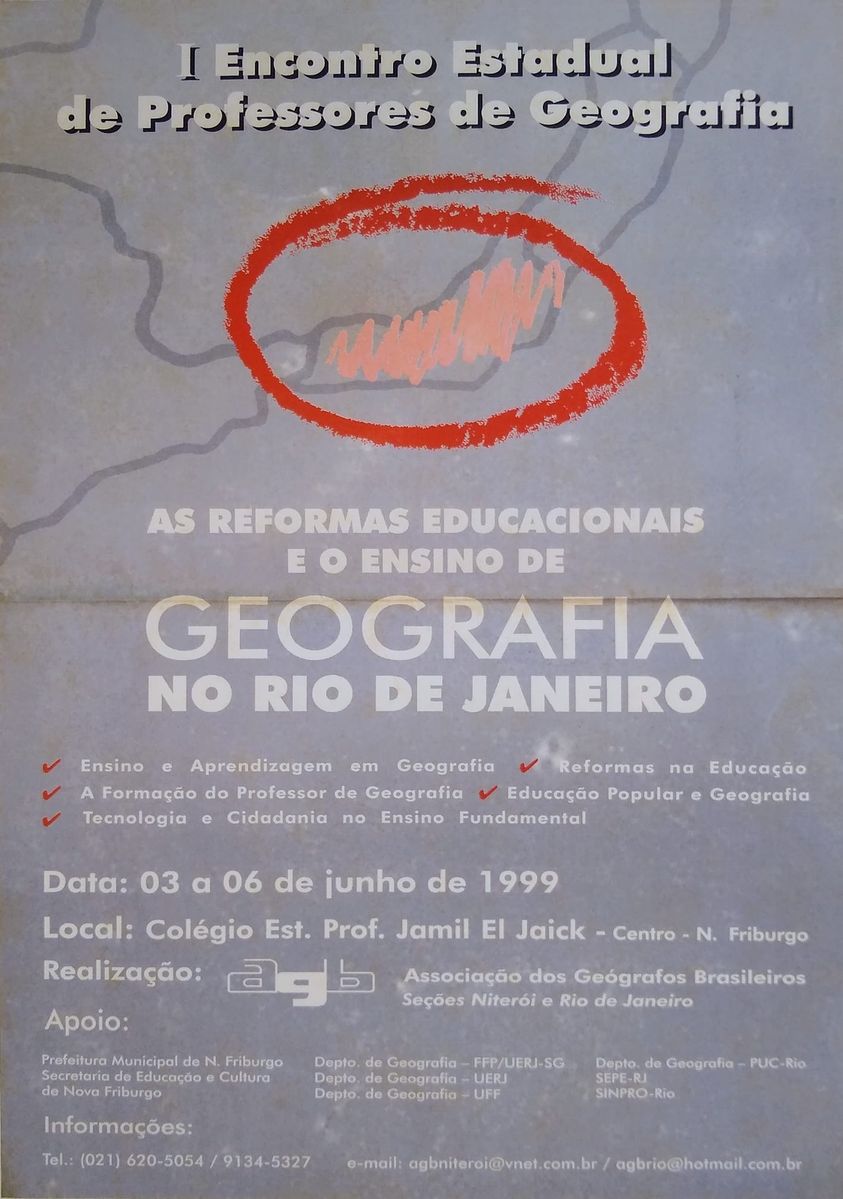 I Encontro Estadual
de Professores de Geografia
AS REFORMAS EDUCACIONAIS
E O ENSINO DE
GEOGRAFIA
NO RIO DE JANEIRO
✓ Ensino e Aprendizagem em Geografia ✓ Reformas na Educação
✓ A Formação do Professor de Geografia ✓ Educação Popular e Geografia
✓ Tecnologia e Cidadania no Ensino Fundamental
Data: 03 a 06 de junho de 1999
Local: Colégio Est. Prof. Jamil El Jaick - Centro - N. Friburgo
Realização: agb Associação dos Geógrafos Brasileiros
Seções Niterói e Rio de Janeiro
Apoio:
Prefeitura Municipal de N. Friburgo
Secretaria de Educação e Cultura
de Nova Friburgo
Depto. de Geografia – FFP/UERJ-SG
Depto. de Geografia – UERJ
Depto. de Geografia – UFF
Depto. de Geografia – PUC-Rio
SEPE-RJ
SINPRO-Rio
Informações:
Tel.: (021) 620-5054 / 9134-5327 e-mail: agbniteroi@vnet.com.br / agbrio@hotmail.com.br